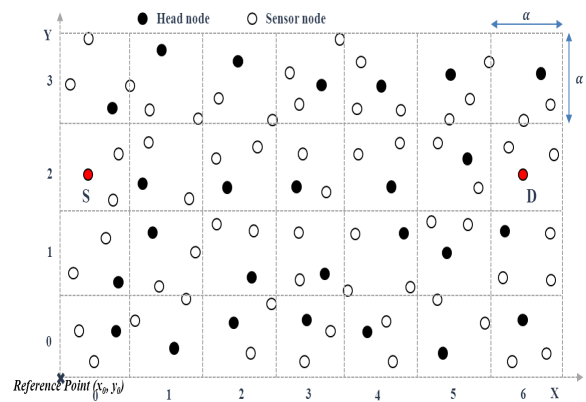 Head node
Sensor node
α
Y
3
α
2
S
D
1
0
Reference Point (x₀, y₀)
0 1 2 3 4 5 6 X